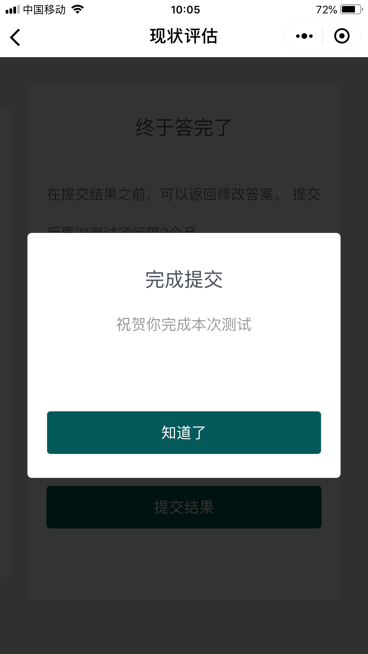 中国移动
10:05
72%
现状评估
终于答完了
在提交结果之前，可以返回修改答案。 提交
完成提交
祝贺你完成本次测试
知道了
提交结果